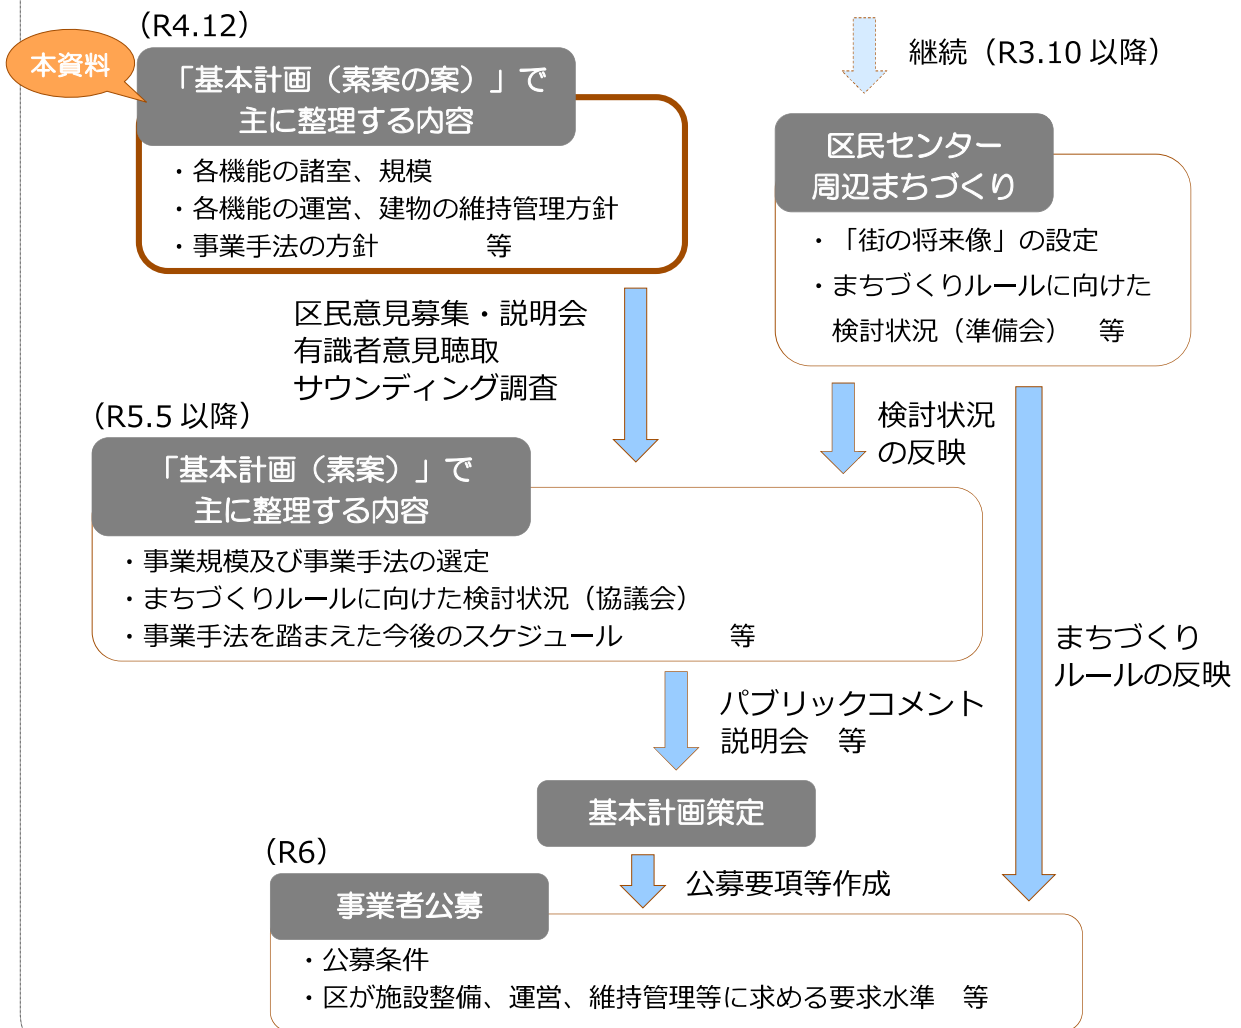 （R4.12）
本資料
「基本計画（素案の案）」で
主に整理する内容
・各機能の諸室、規模
・各機能の運営、建物の維持管理方針
・事業手法の方針　　　　等
継続（R3.10 以降）
区民センター
周辺まちづくり
・「街の将来像」の設定
・まちづくりルールに向けた
検討状況（準備会）　等
区民意見募集・説明会
有識者意見聴取
サウンディング調査
検討状況
の反映
（R5.5 以降）
「基本計画（素案）」で
主に整理する内容
・事業規模及び事業手法の選定
・まちづくりルールに向けた検討状況（協議会）
・事業手法を踏まえた今後のスケジュール　　　　等
まちづくり
ルールの反映
パブリックコメント
説明会　等
基本計画策定
公募要項等作成
（R6）
事業者公募
・公募条件
・区が施設整備、運営、維持管理等に求める要求水準　等